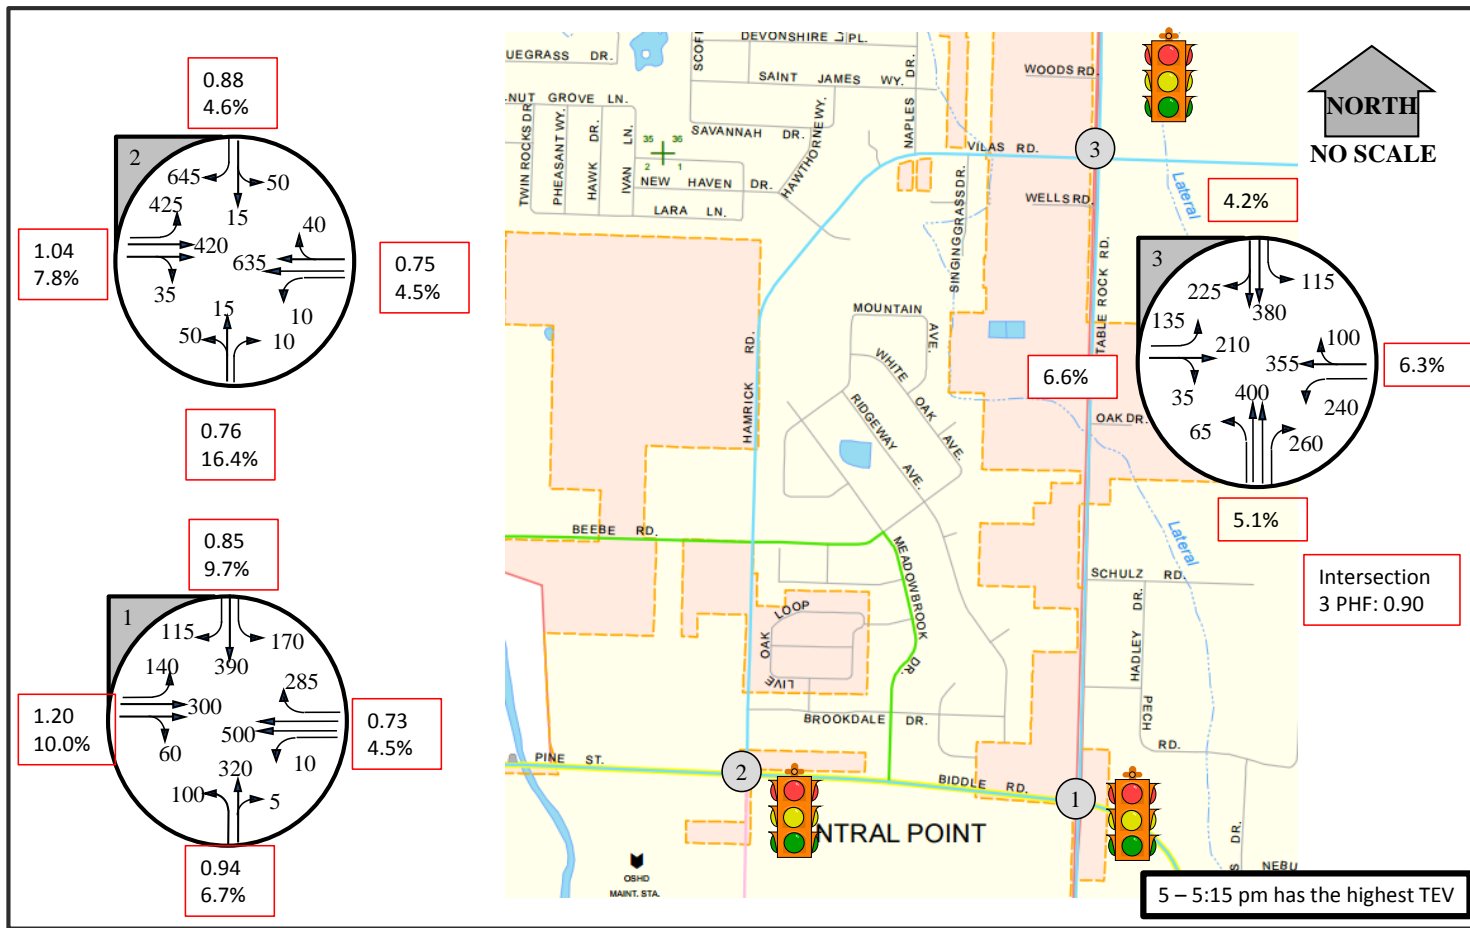 0.88
4.6%
2
645
50
15
425
420
35
40
635
10
15
50
10
1.04
7.8%
0.75
4.5%
0.76
16.4%
0.85
9.7%
1
115
170
390
140
300
60
285
500
10
320
100
5
1.20
10.0%
0.73
4.5%
0.94
6.7%
DEVONSHIRE PL.
UEGRASS DR.
SCOFI
SAINT JAMES WY.
NAPLES DR.
LNUT GROVE LN.
SAVANNAH DR.
HAWTHORNE WY.
TWIN ROCKS DR
PHEASANT WY.
HAWK DR.
IVAN LN.
35 36
2 1
NEW HAVEN DR.
LARA LN.
WOODS RD.
VILAS RD.
3
WELLS RD.
SINGINGGRASS DR.
TABLE ROCK RD.
Lateral
MOUNTAIN AVE.
WHITE OAK AVE.
RIDGEWAY AVE.
HAMRICK RD.
OAK DR.
BEEBE RD.
MEADOWBROOK DR.
LIVE OAK LOOP
BROOKDALE DR.
SCHULZ RD.
Lateral
HADLEY DR.
PECH RD.
PINE ST.
2
BIDDLE RD.
1
NTRAL POINT
OSHD
MAINT. STA.
S DR.
NEBU
NORTH
NO SCALE
4.2%
3
225
115
380
135
210
35
100
355
240
400
65
260
6.6%
6.3%
5.1%
Intersection
3 PHF: 0.90
5 – 5:15 pm has the highest TEV